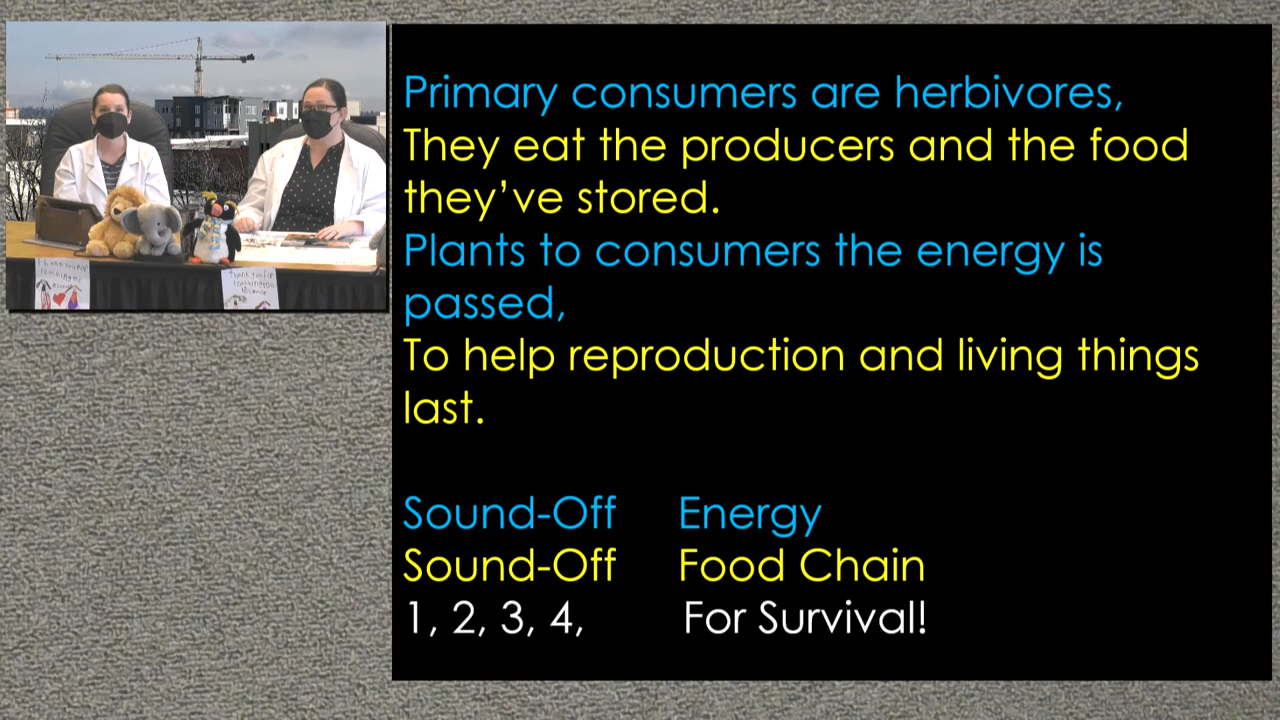 Primary consumers are herbivores,
They eat the producers and the food
they’ve stored.
Plants to consumers the energy is
passed,
To help reproduction and living things
last.
Sound-Off Energy
Sound-Off Food Chain
1, 2, 3, 4, For Survival!